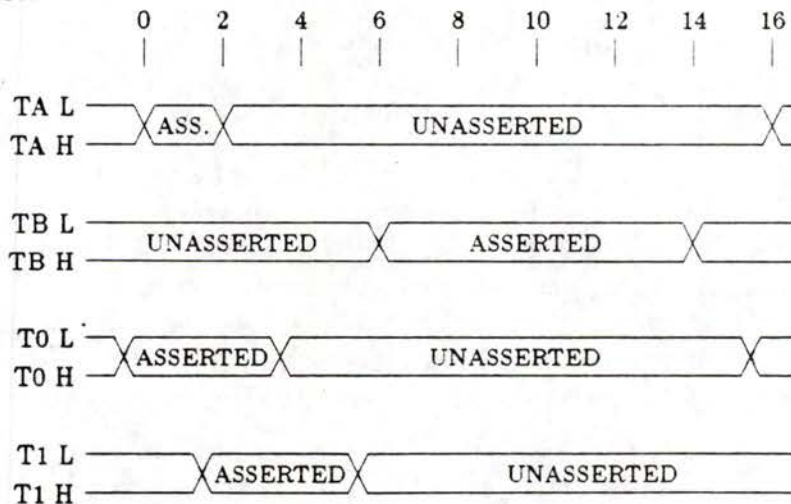 0 2 4 6 8 10 12 14 16
TA L
ASS. UNASSERTED
TA H
TB L
UNASSERTED ASSERTED
TB H
T0 L
ASSERTED UNASSERTED
T0 H
T1 L
ASSERTED UNASSERTED
T1 H